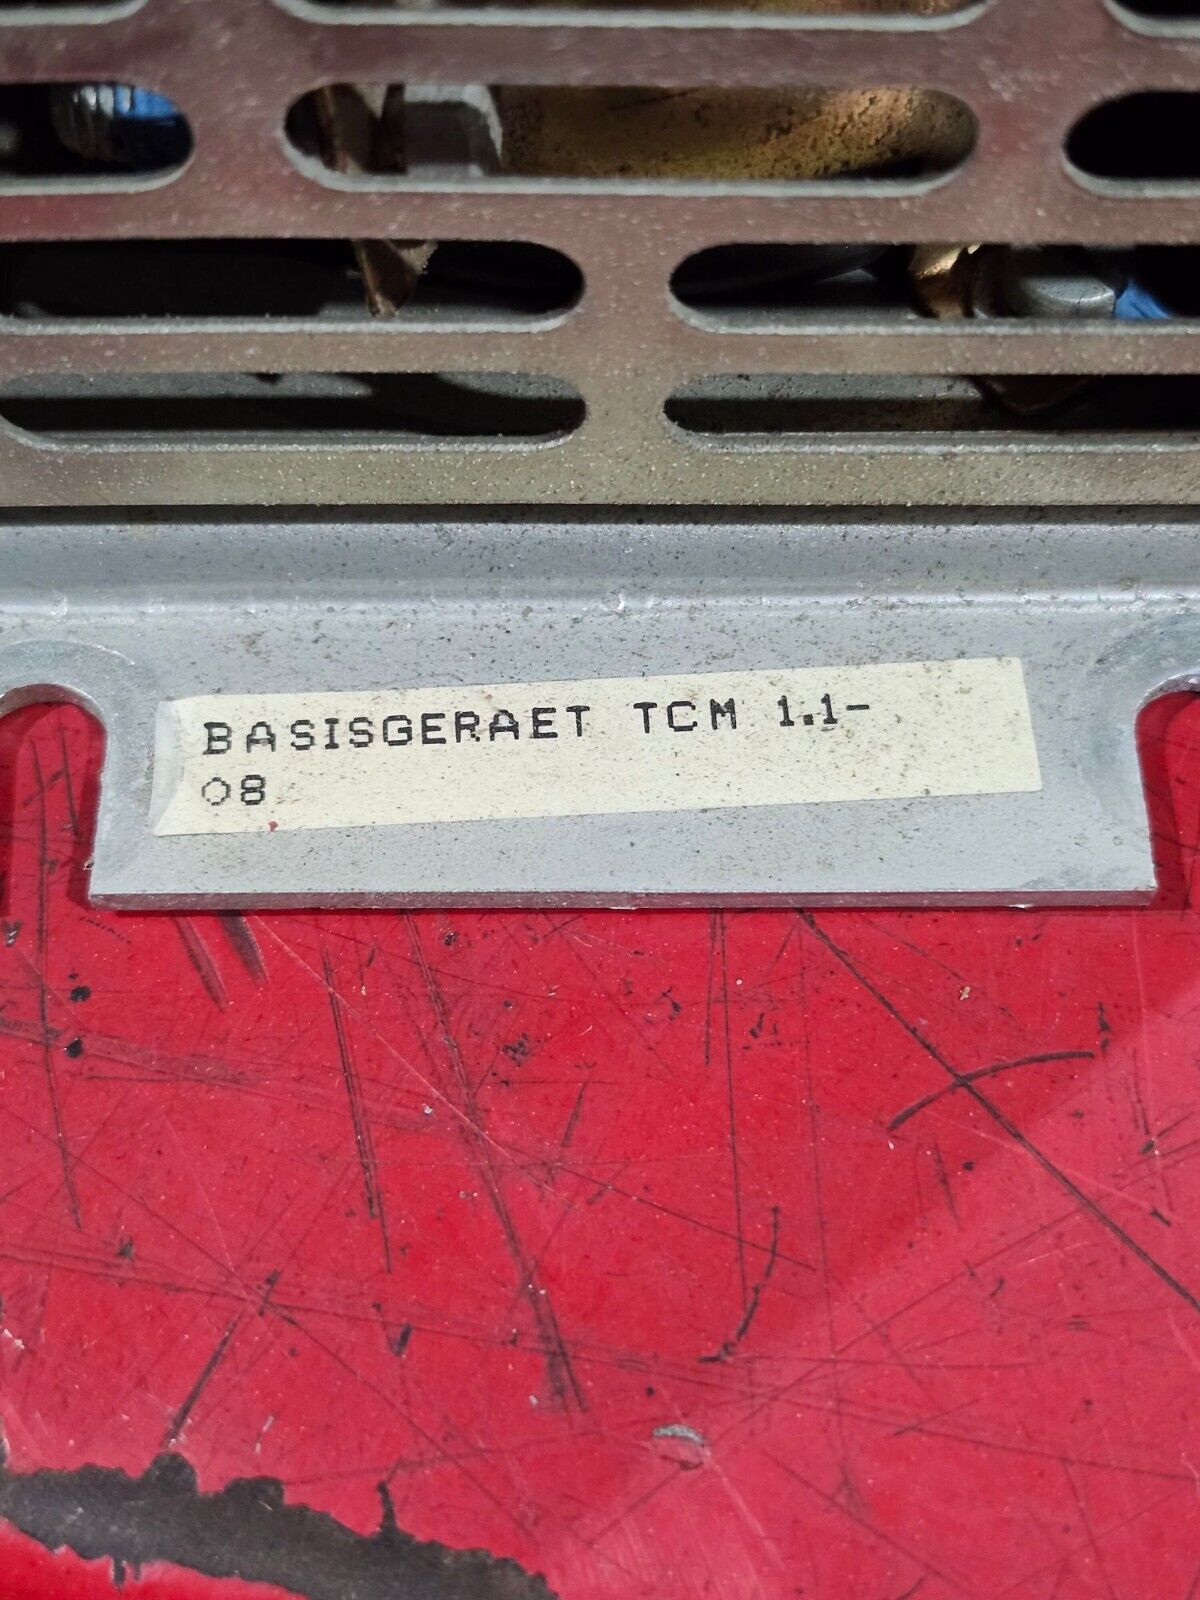 BASISGERAET TCM 1.1-
08